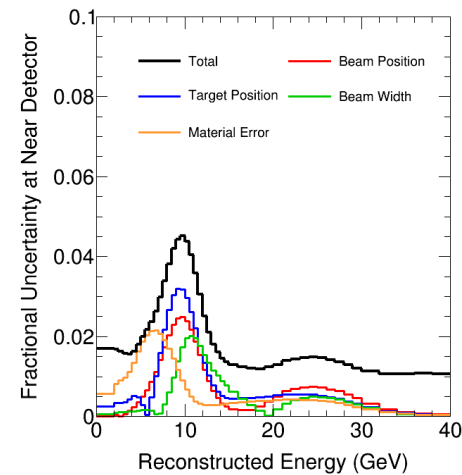 Fractional Uncertainty at Near Detector
0.1
0.08
0.06
0.04
0.02
0
Total
Beam Position
Target Position
Beam Width
Material Error
0 10 20 30 40
Reconstructed Energy (GeV)